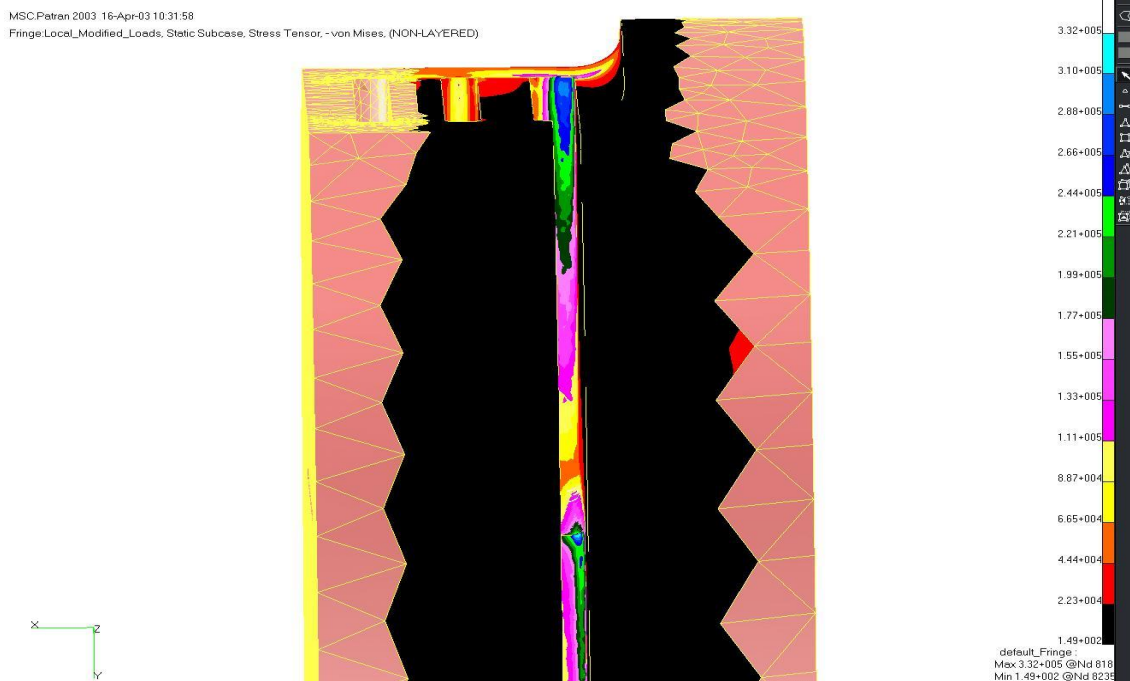 MSC.Patran 2003 16-Apr-03 10:31:58
Fringe:Local_Modified_Loads, Static Subcase, Stress Tensor, -von Mises, (NON-LAYERED)
3.32+005
3.10+005
2.88+005
2.66+005
2.44+005
2.21+005
1.99+005
1.77+005
1.55+005
1.33+005
1.11+005
8.87+004
6.65+004
4.44+004
2.23+004
1.49+002
default_Fringe :
Max 3.32+005 @Nd 818
Min 1.49+002 @Nd 8235
X
Z
Y